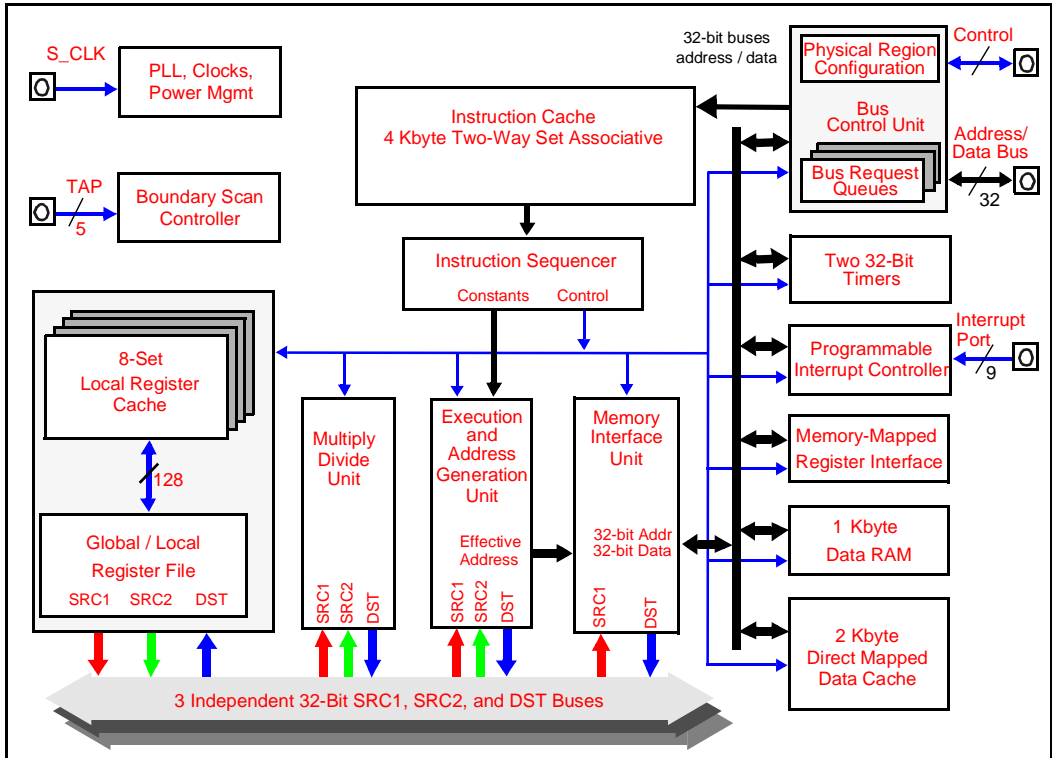 S_CLK
PLL, Clocks,
Power Mgmt
TAP
5
Boundary Scan
Controller
Instruction Cache
4 Kbyte Two-Way Set Associative
32-bit buses
address / data
Physical Region
Configuration
Control
Bus
Control Unit
Bus Request
Queues
Address/
Data Bus
32
Instruction Sequencer
Constants Control
Two 32-Bit
Timers
Programmable
Interrupt Controller
Interrupt
Port
9
Memory-Mapped
Register Interface
1 Kbyte
Data RAM
2 Kbyte
Direct Mapped
Data Cache
8-Set
Local Register
Cache
128
Global / Local
Register File
SRC1 SRC2 DST
Multiply
Divide
Unit
SRC1
SRC2
DST
Execution
and
Address
Generation
Unit
Effective
Address
SRC1
SRC2
DST
Memory
Interface
Unit
32-bit Addr
32-bit Data
SRC1
DST
3 Independent 32-Bit SRC1, SRC2, and DST Buses